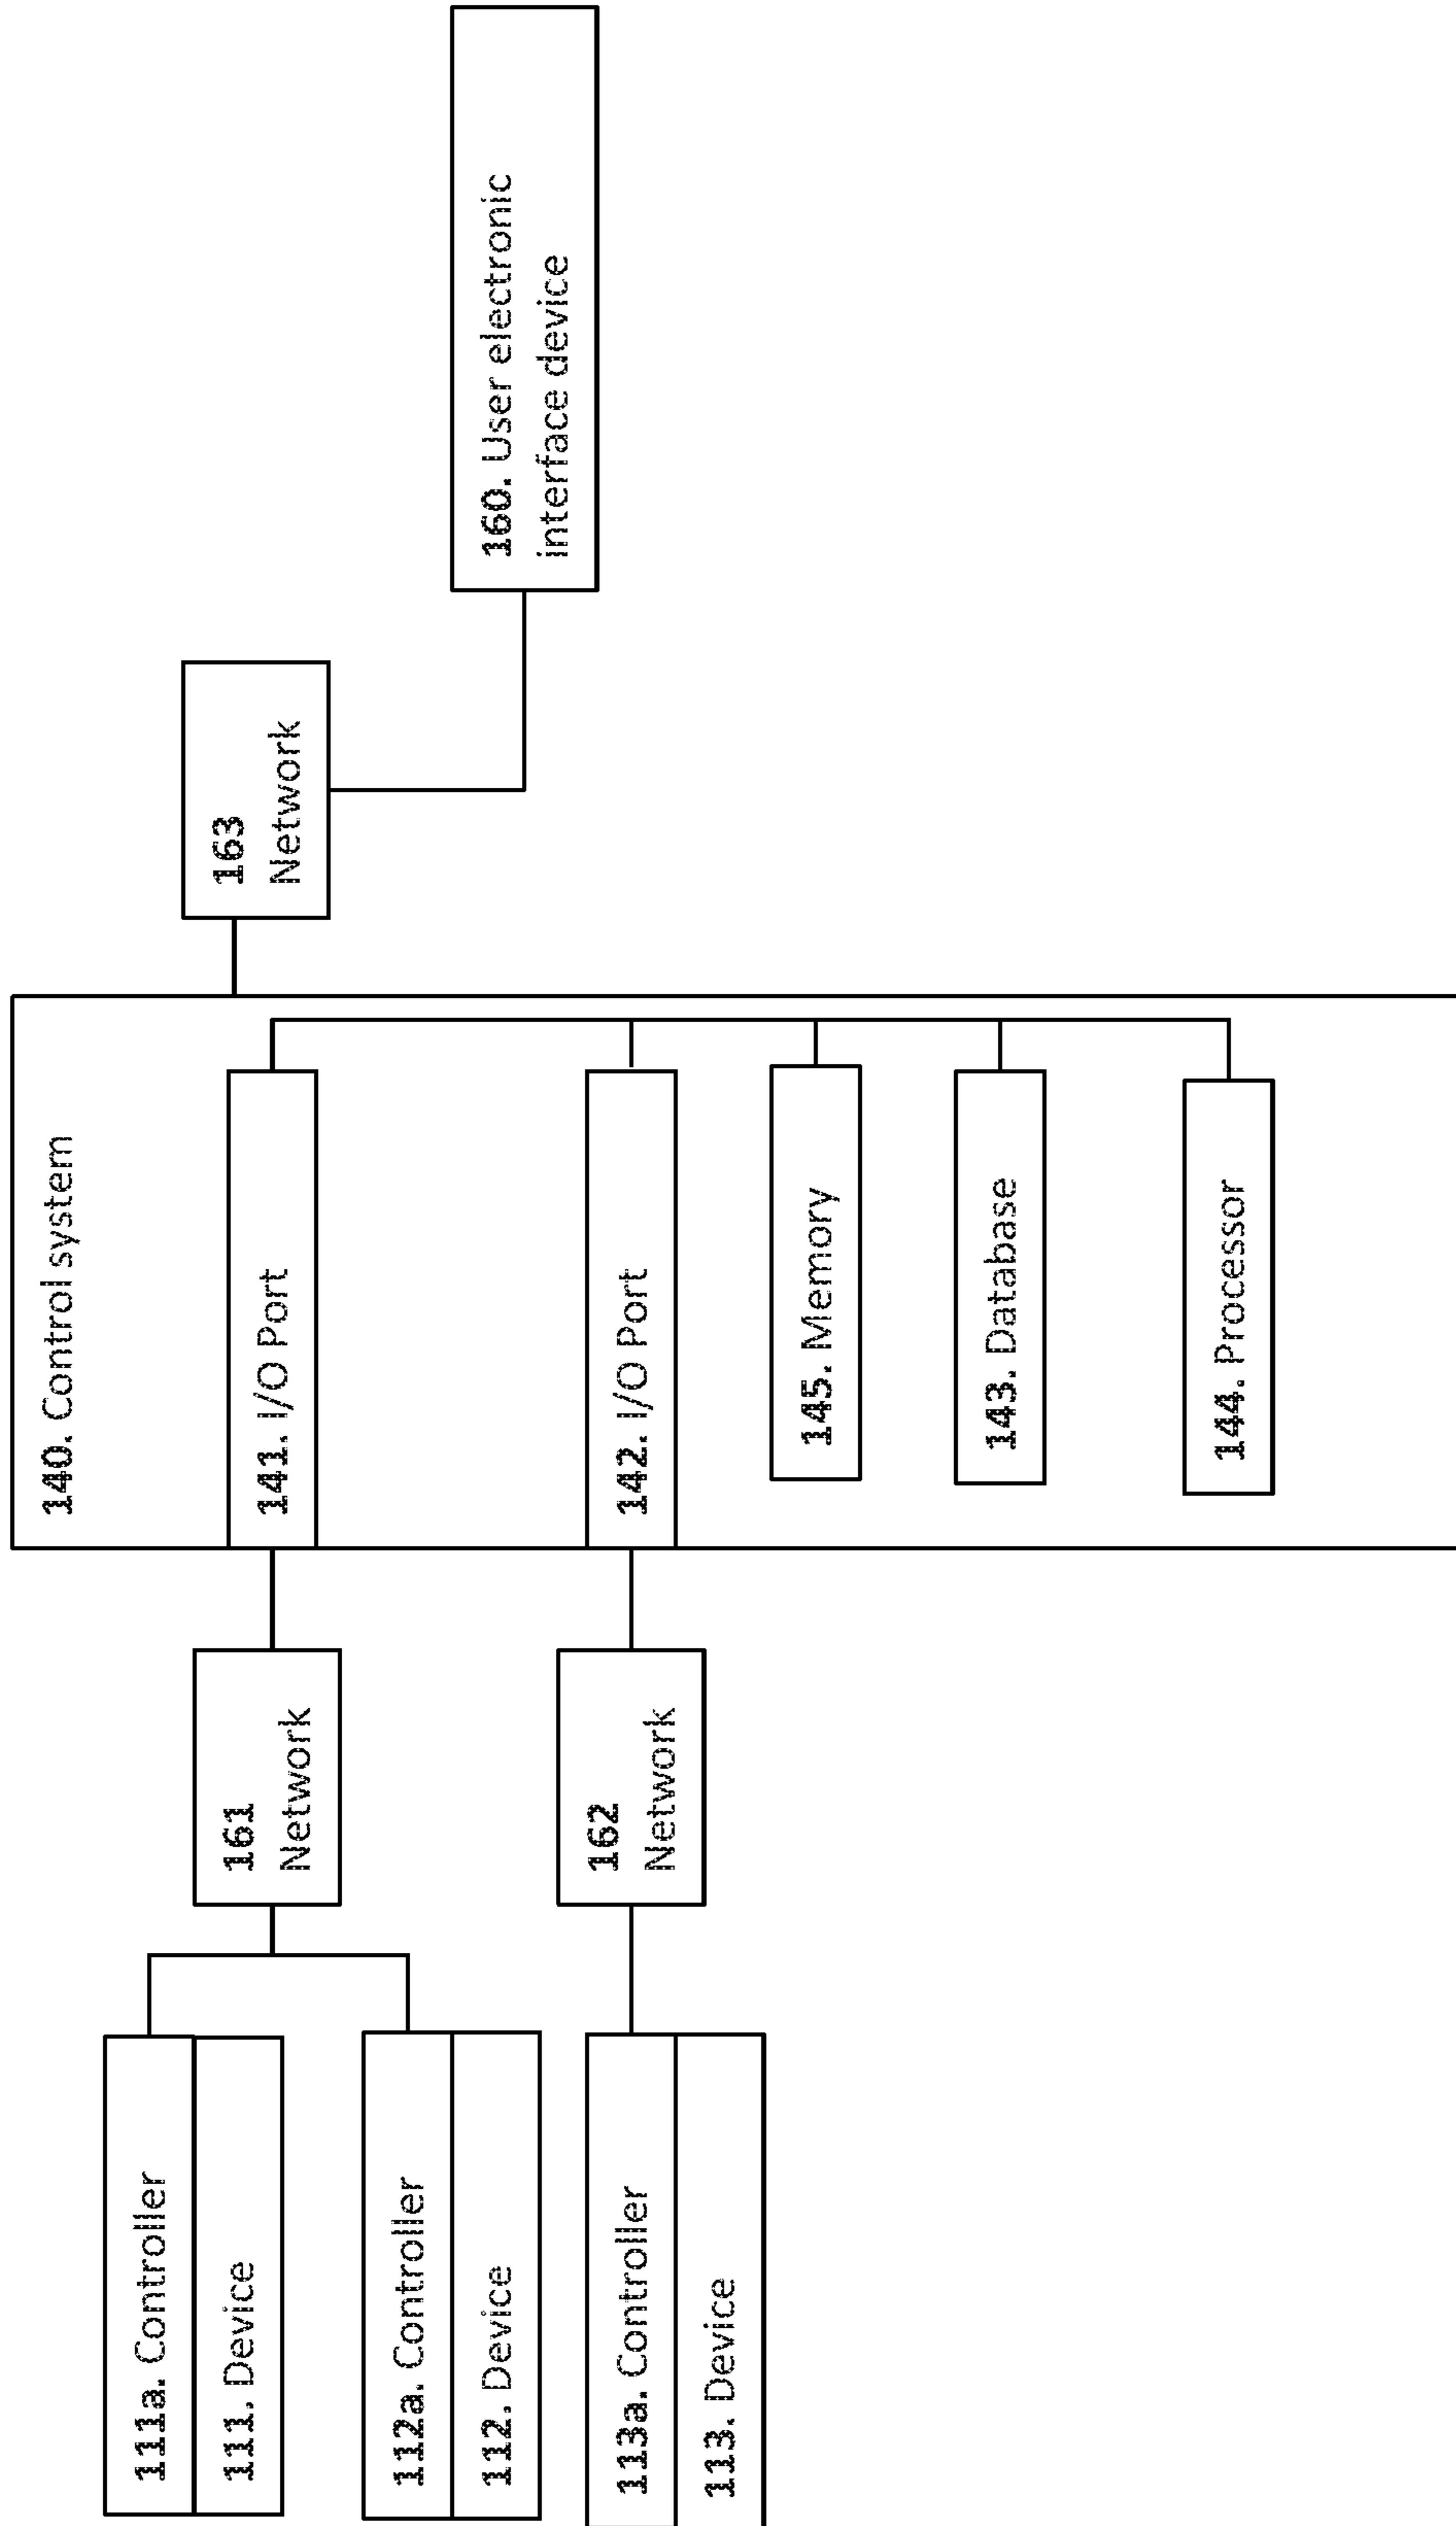 111a. Controller
111. Device
112a. Controller
112. Device
113a. Controller
113. Device
161
Network
162
Network
140. Control system
141. I/O Port
142. I/O Port
145. Memory
143. Database
144. Processor
163
Network
160. User electronic
interface device